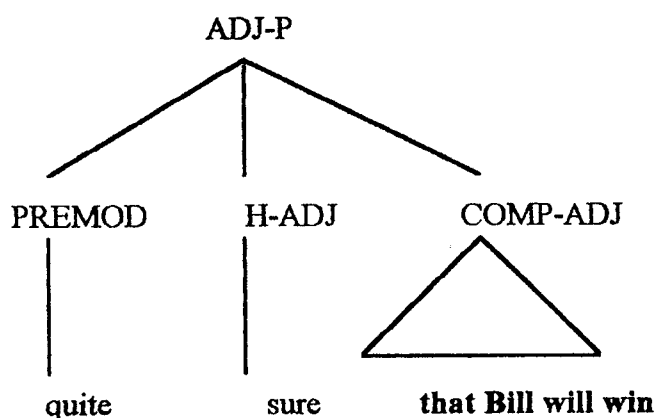 ADJ-P
PREMOD H-ADJ COMP-ADJ
quite sure that Bill will win